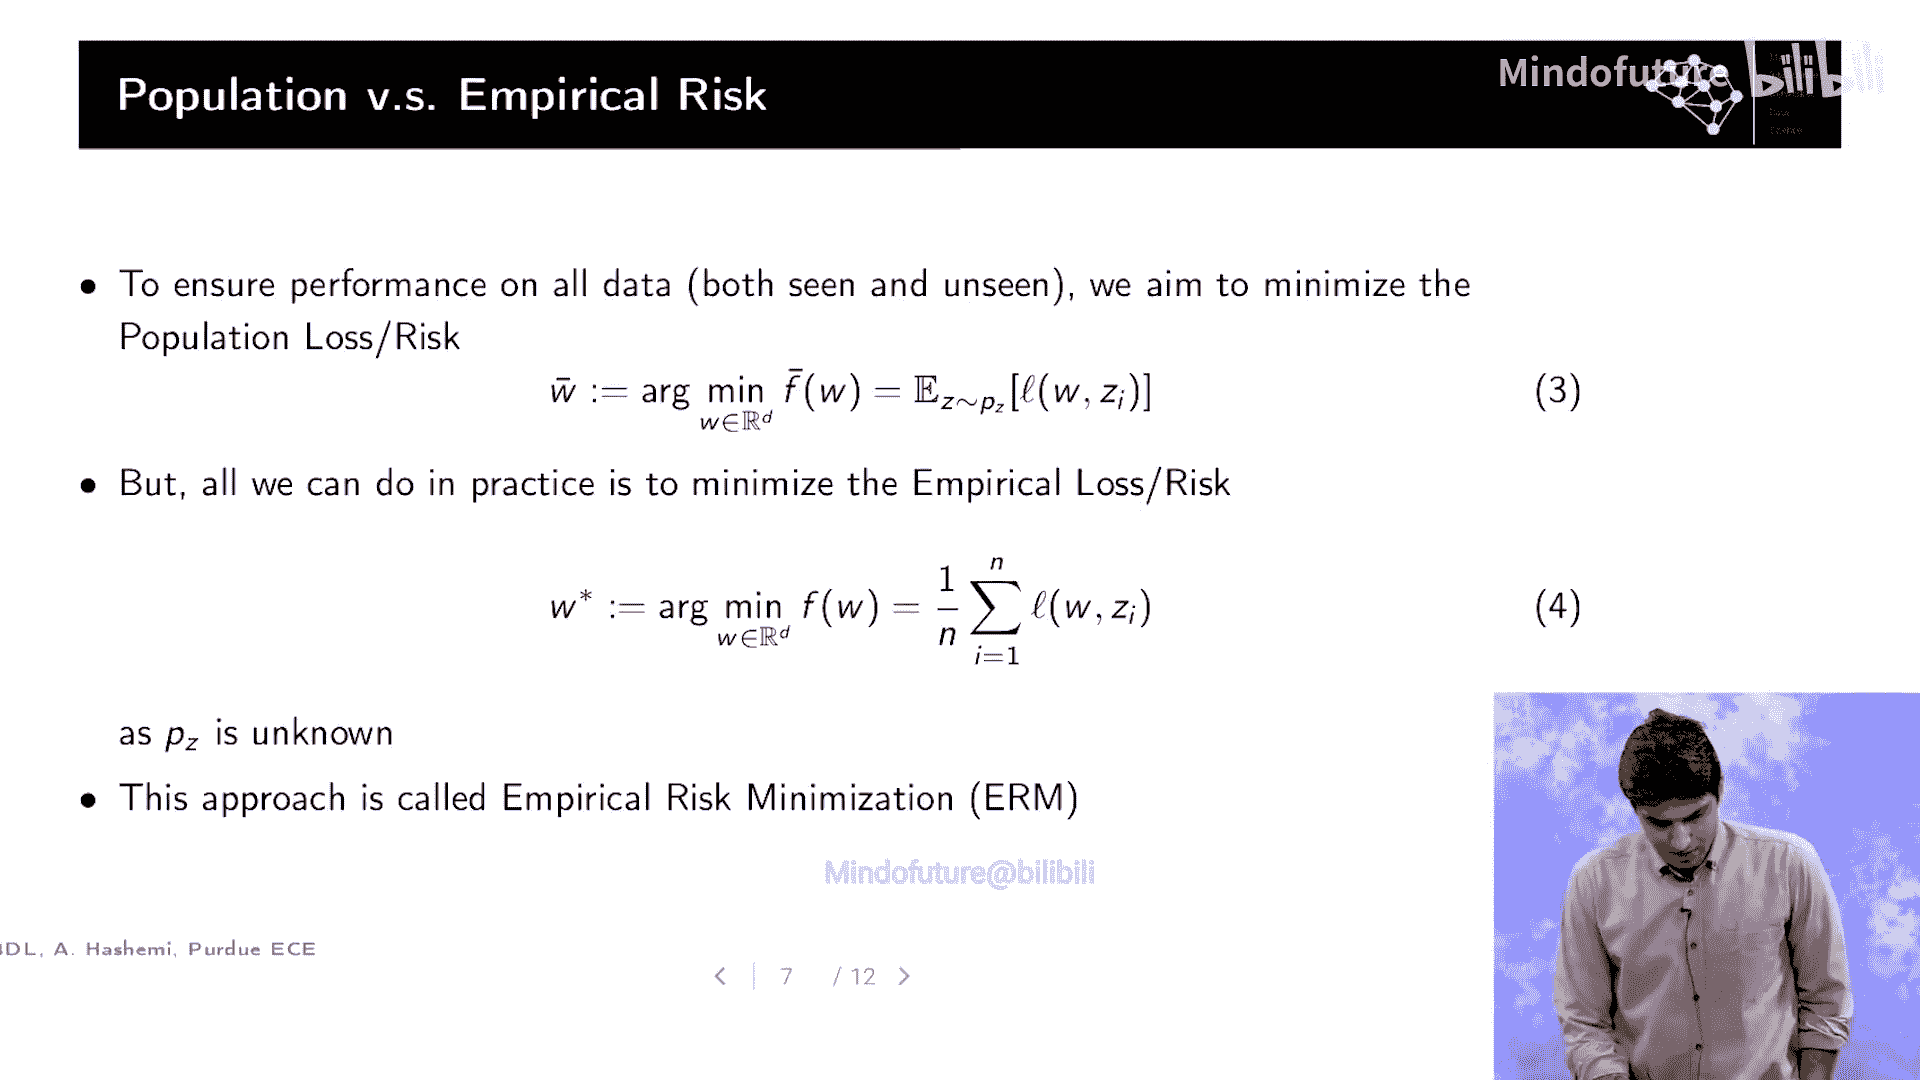 Population v.s. Empirical Risk
Mindofuture
bilibili
• To ensure performance on all data (both seen and unseen), we aim to minimize the
Population Loss/Risk
w̄ := arg min_{w∈ℝ^d} f̄(w) = 𝔼_{z∼p_z}[ℓ(w, z_i)] (3)
• But, all we can do in practice is to minimize the Empirical Loss/Risk
w* := arg min_{w∈ℝ^d} f(w) = 1/n ∑_{i=1}^{n} ℓ(w, z_i) (4)
as p_z is unknown
• This approach is called Empirical Risk Minimization (ERM)
Mindofuture@bilibili
A. Hashemi, Purdue ECE
7 / 12